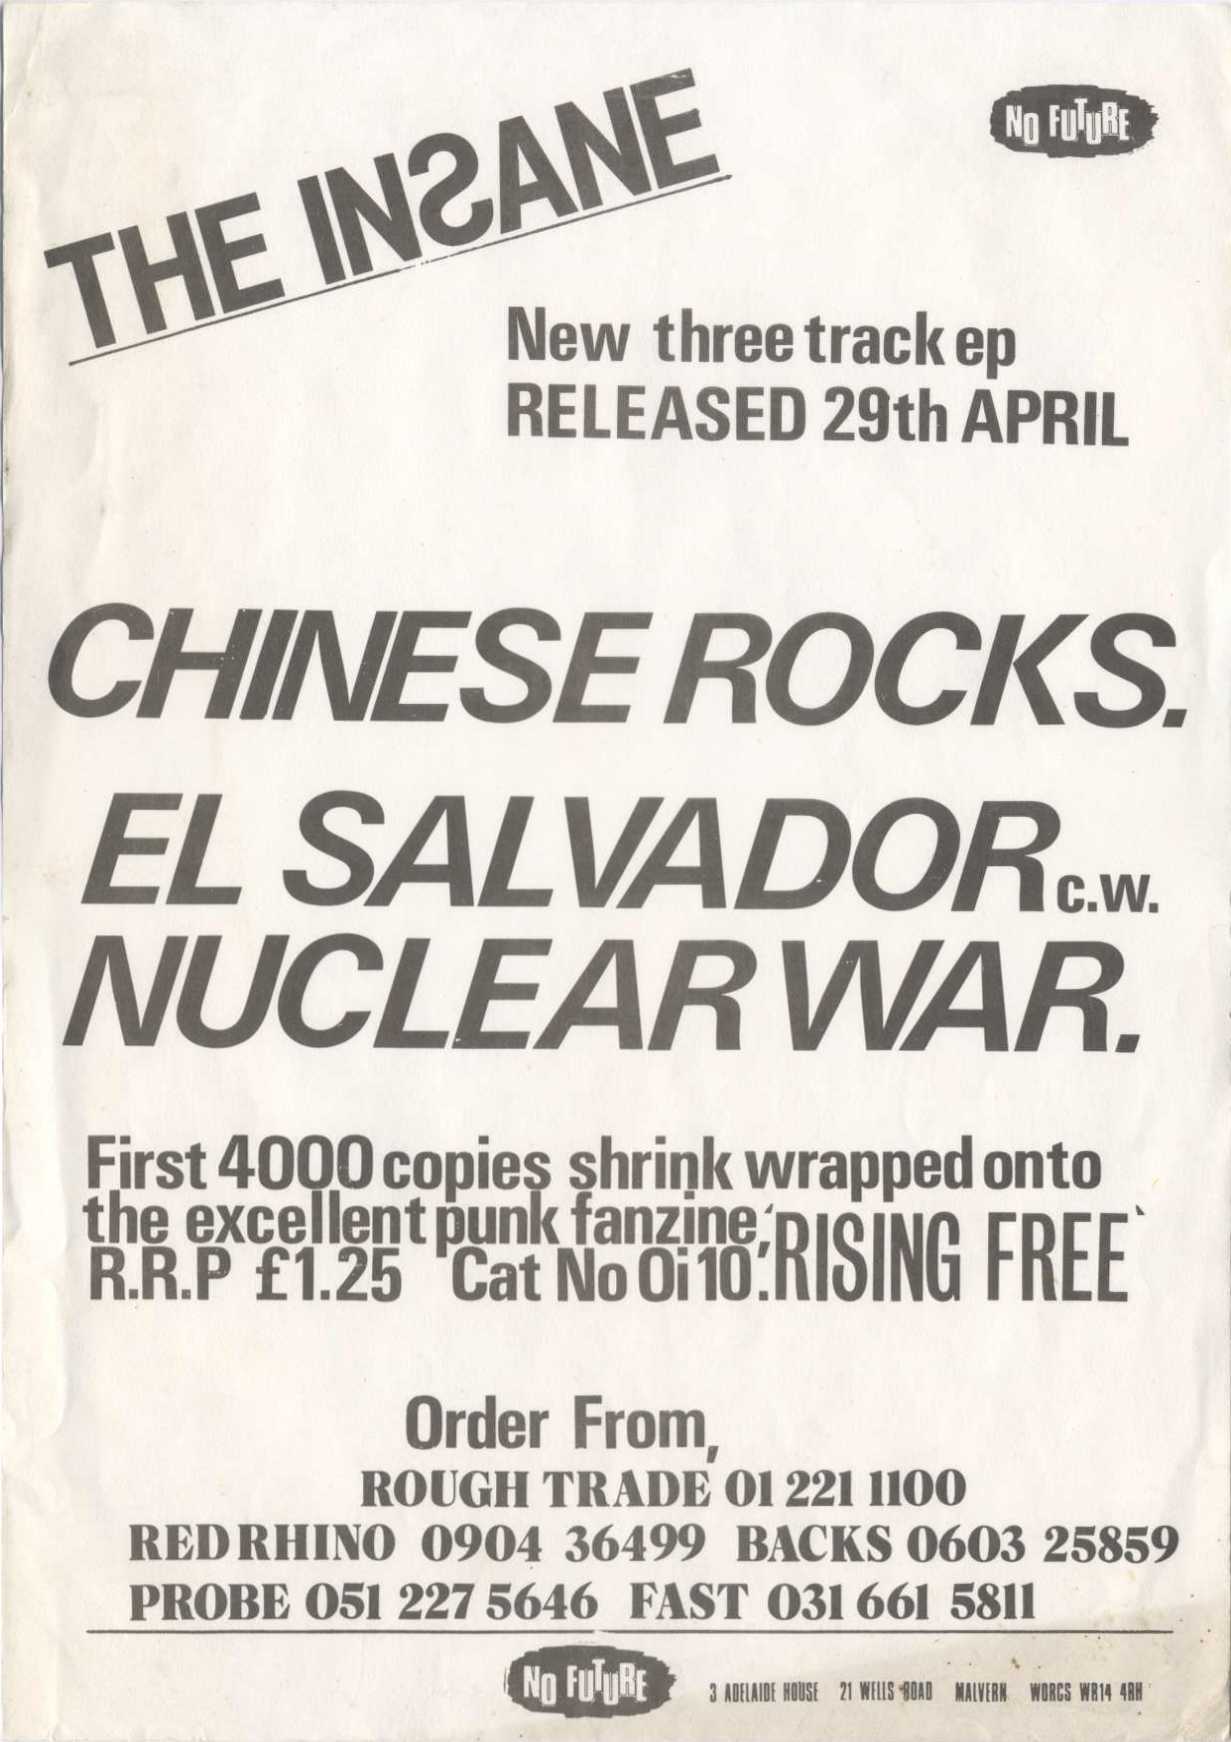 THE INSANE
NO FUTURE
New three track ep
RELEASED 29th APRIL
CHINESE ROCKS.
EL SALVADOR c.w.
NUCLEAR WAR.
First 4000 copies shrink wrapped onto
the excellent punk fanzine, 'RISING FREE'
R.R.P £1.25 Cat No Oi 10.
Order From,
ROUGH TRADE 01 221 1100
RED RHINO 0904 36499 BACKS 0603 25859
PROBE 051 227 5646 FAST 031 661 5811
NO FUTURE
3 ADELAIDE HOUSE 21 WELLS ROAD MALVERN WORCS WR14 4RH